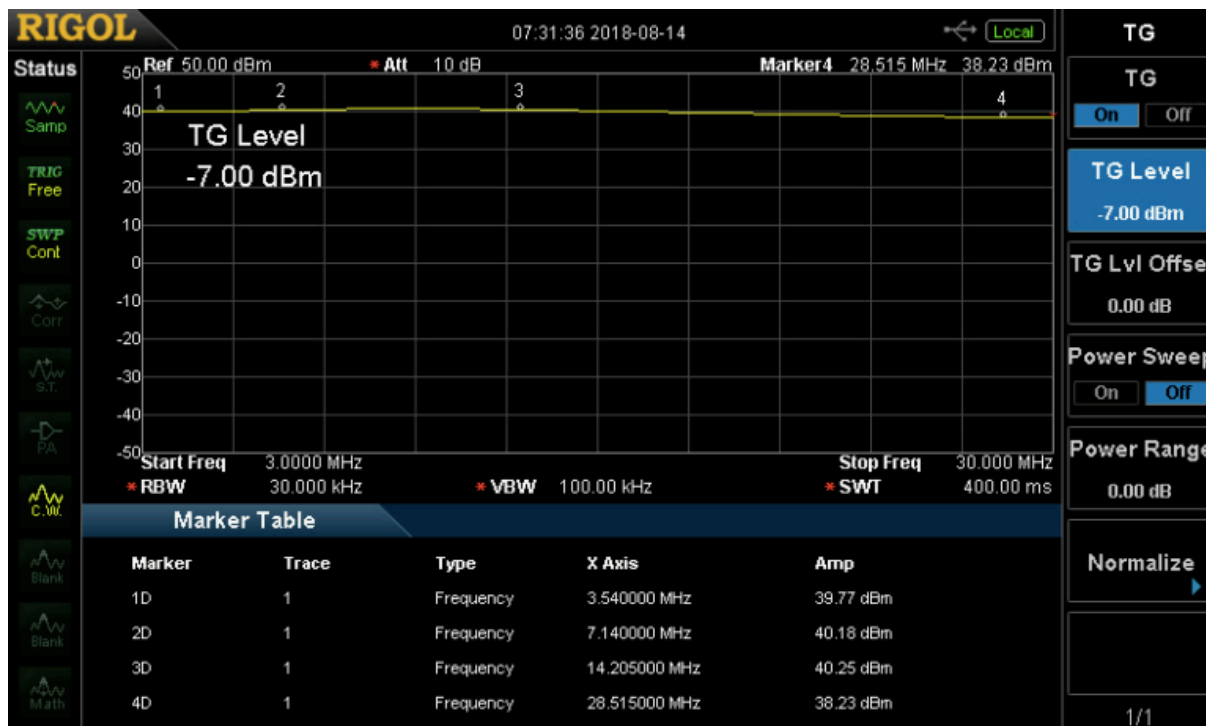 RIGOL 07:31:36 2018-08-14 Local
Status
Samp
TRIG
Free
SWP
Cont
Corr
S.T.
PA
C.W.
Blank
Blank
Math
Ref 50.00 dBm * Att 10 dB Marker4 28.515 MHz 38.23 dBm
50
40
30
20
10
0
-10
-20
-30
-40
-50
1 2 3 4
TG Level
-7.00 dBm
Start Freq 3.0000 MHz Stop Freq 30.000 MHz
* RBW 30.000 kHz * VBW 100.00 kHz * SWT 400.00 ms
Marker Table
Marker Trace Type X Axis Amp
1D 1 Frequency 3.540000 MHz 39.77 dBm
2D 1 Frequency 7.140000 MHz 40.18 dBm
3D 1 Frequency 14.205000 MHz 40.25 dBm
4D 1 Frequency 28.515000 MHz 38.23 dBm
TG
TG
On Off
TG Level
-7.00 dBm
TG Lvl Offse
0.00 dB
Power Sweep
On Off
Power Range
0.00 dB
Normalize
1/1